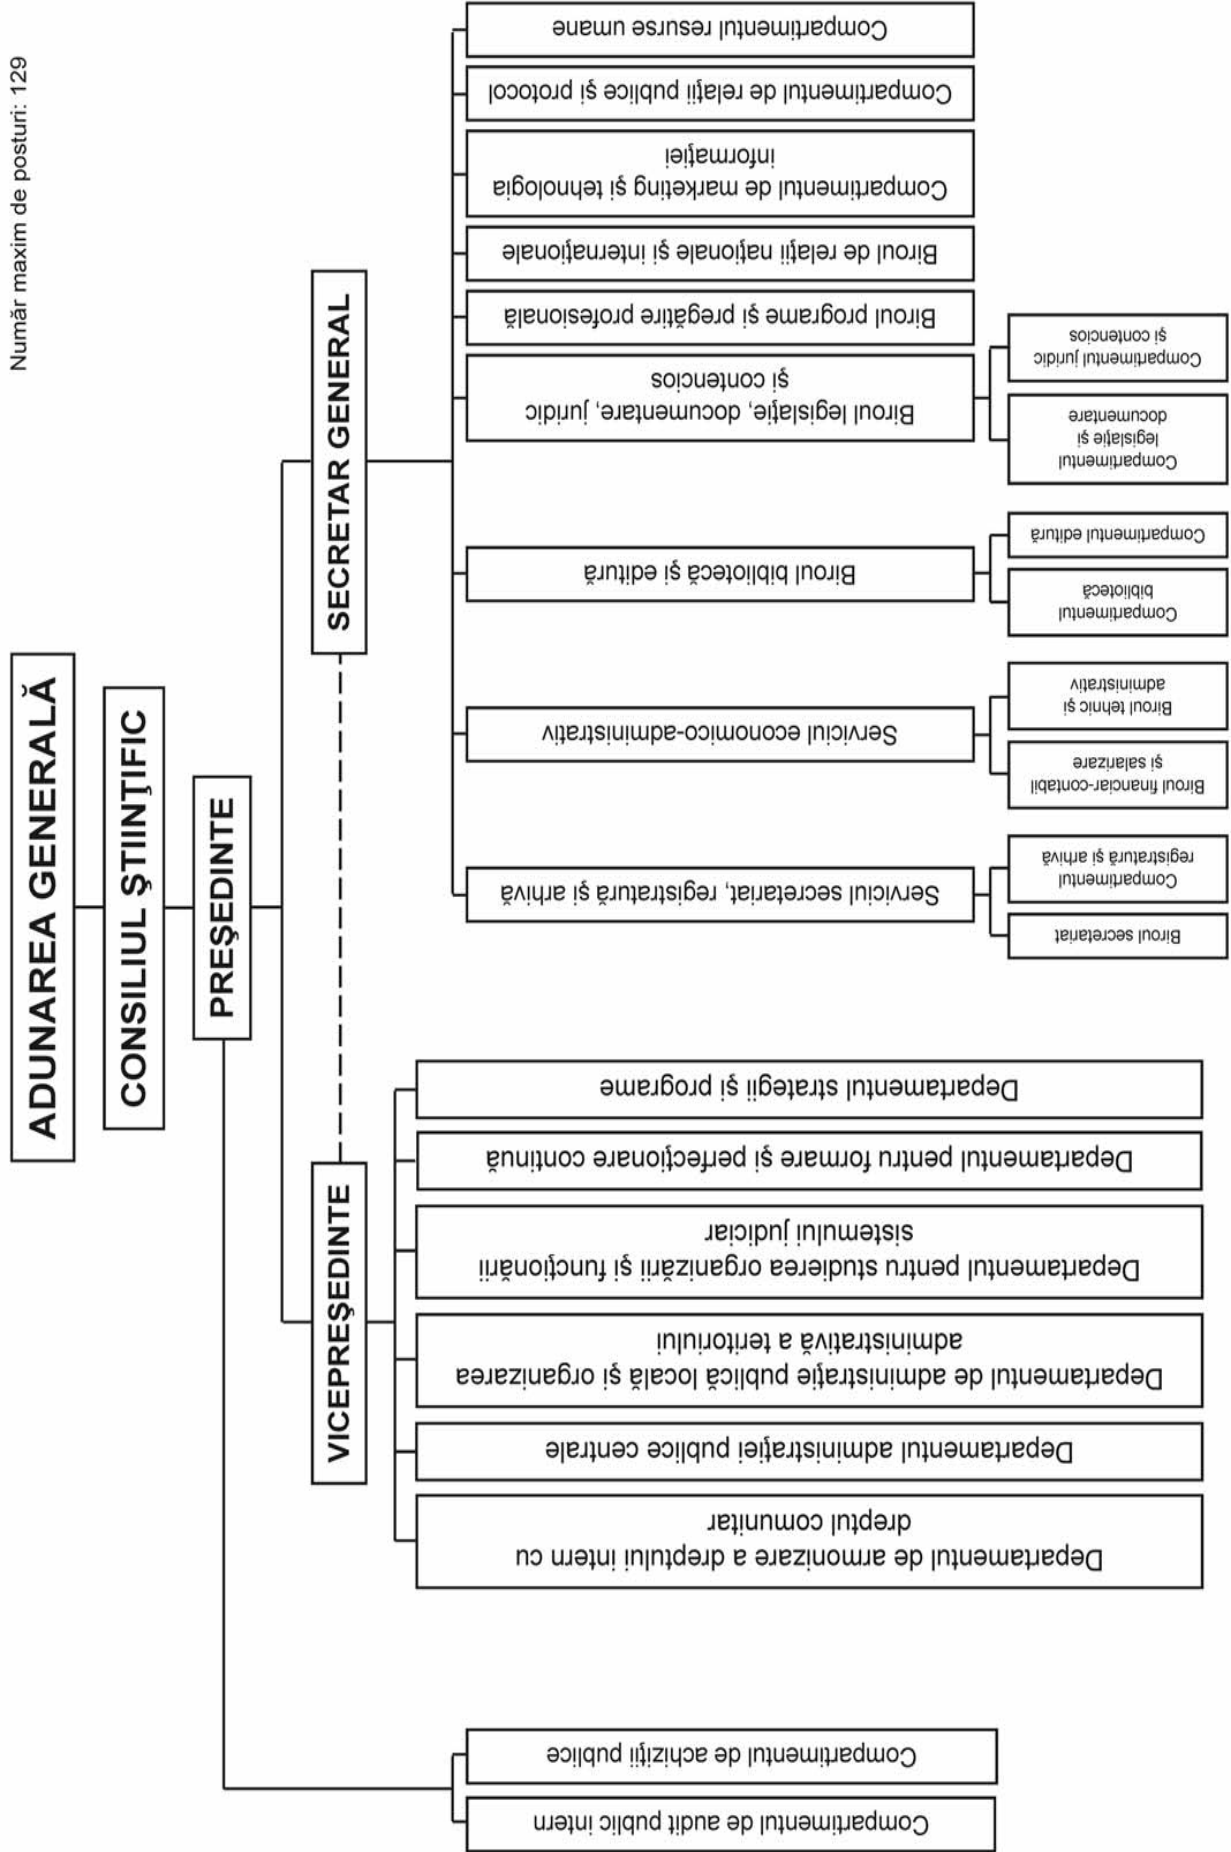 Număr maxim de posturi: 129
ADUNAREA GENERALĂ
CONSILIUL ŞTIINŢIFIC
PREŞEDINTE
VICEPREŞEDINTE
SECRETAR GENERAL
Compartimentul de audit public intern
Compartimentul de achiziţii publice
Departamentul de armonizare a dreptului intern cu
dreptul comunitar
Departamentul administraţiei publice centrale
Departamentul de administraţie publică locală şi organizarea
administrativă a teritoriului
Departamentul pentru studierea organizării şi funcţionării
sistemului judiciar
Departamentul pentru formare şi perfecţionare continuă
Departamentul strategii şi programe
Serviciul secretariat, registratură şi arhivă
Biroul secretariat
Compartimentul
registratură şi arhivă
Serviciul economico-administrativ
Biroul financiar-contabil
şi salarizare
Biroul tehnic şi
administrativ
Biroul bibliotecă şi editură
Compartimentul
bibliotecă
Compartimentul editură
Biroul legislaţie, documentare, juridic
şi contencios
Compartimentul
legislaţie şi
documentare
Compartimentul juridic
şi contencios
Biroul programe şi pregătire profesională
Biroul de relaţii naţionale şi internaţionale
Compartimentul de marketing şi tehnologia
informaţiei
Compartimentul de relaţii publice şi protocol
Compartimentul resurse umane